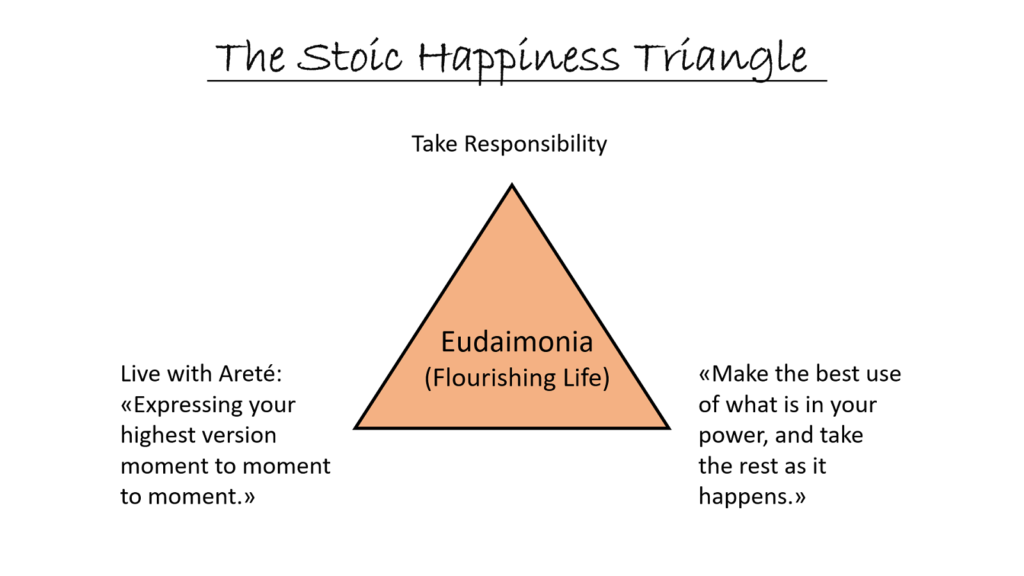 The Stoic Happiness Triangle
Take Responsibility
Eudaimonia
(Flourishing Life)
Live with Areté:
«Expressing your
highest version
moment to moment
to moment.»
«Make the best use
of what is in your
power, and take
the rest as it
happens.»